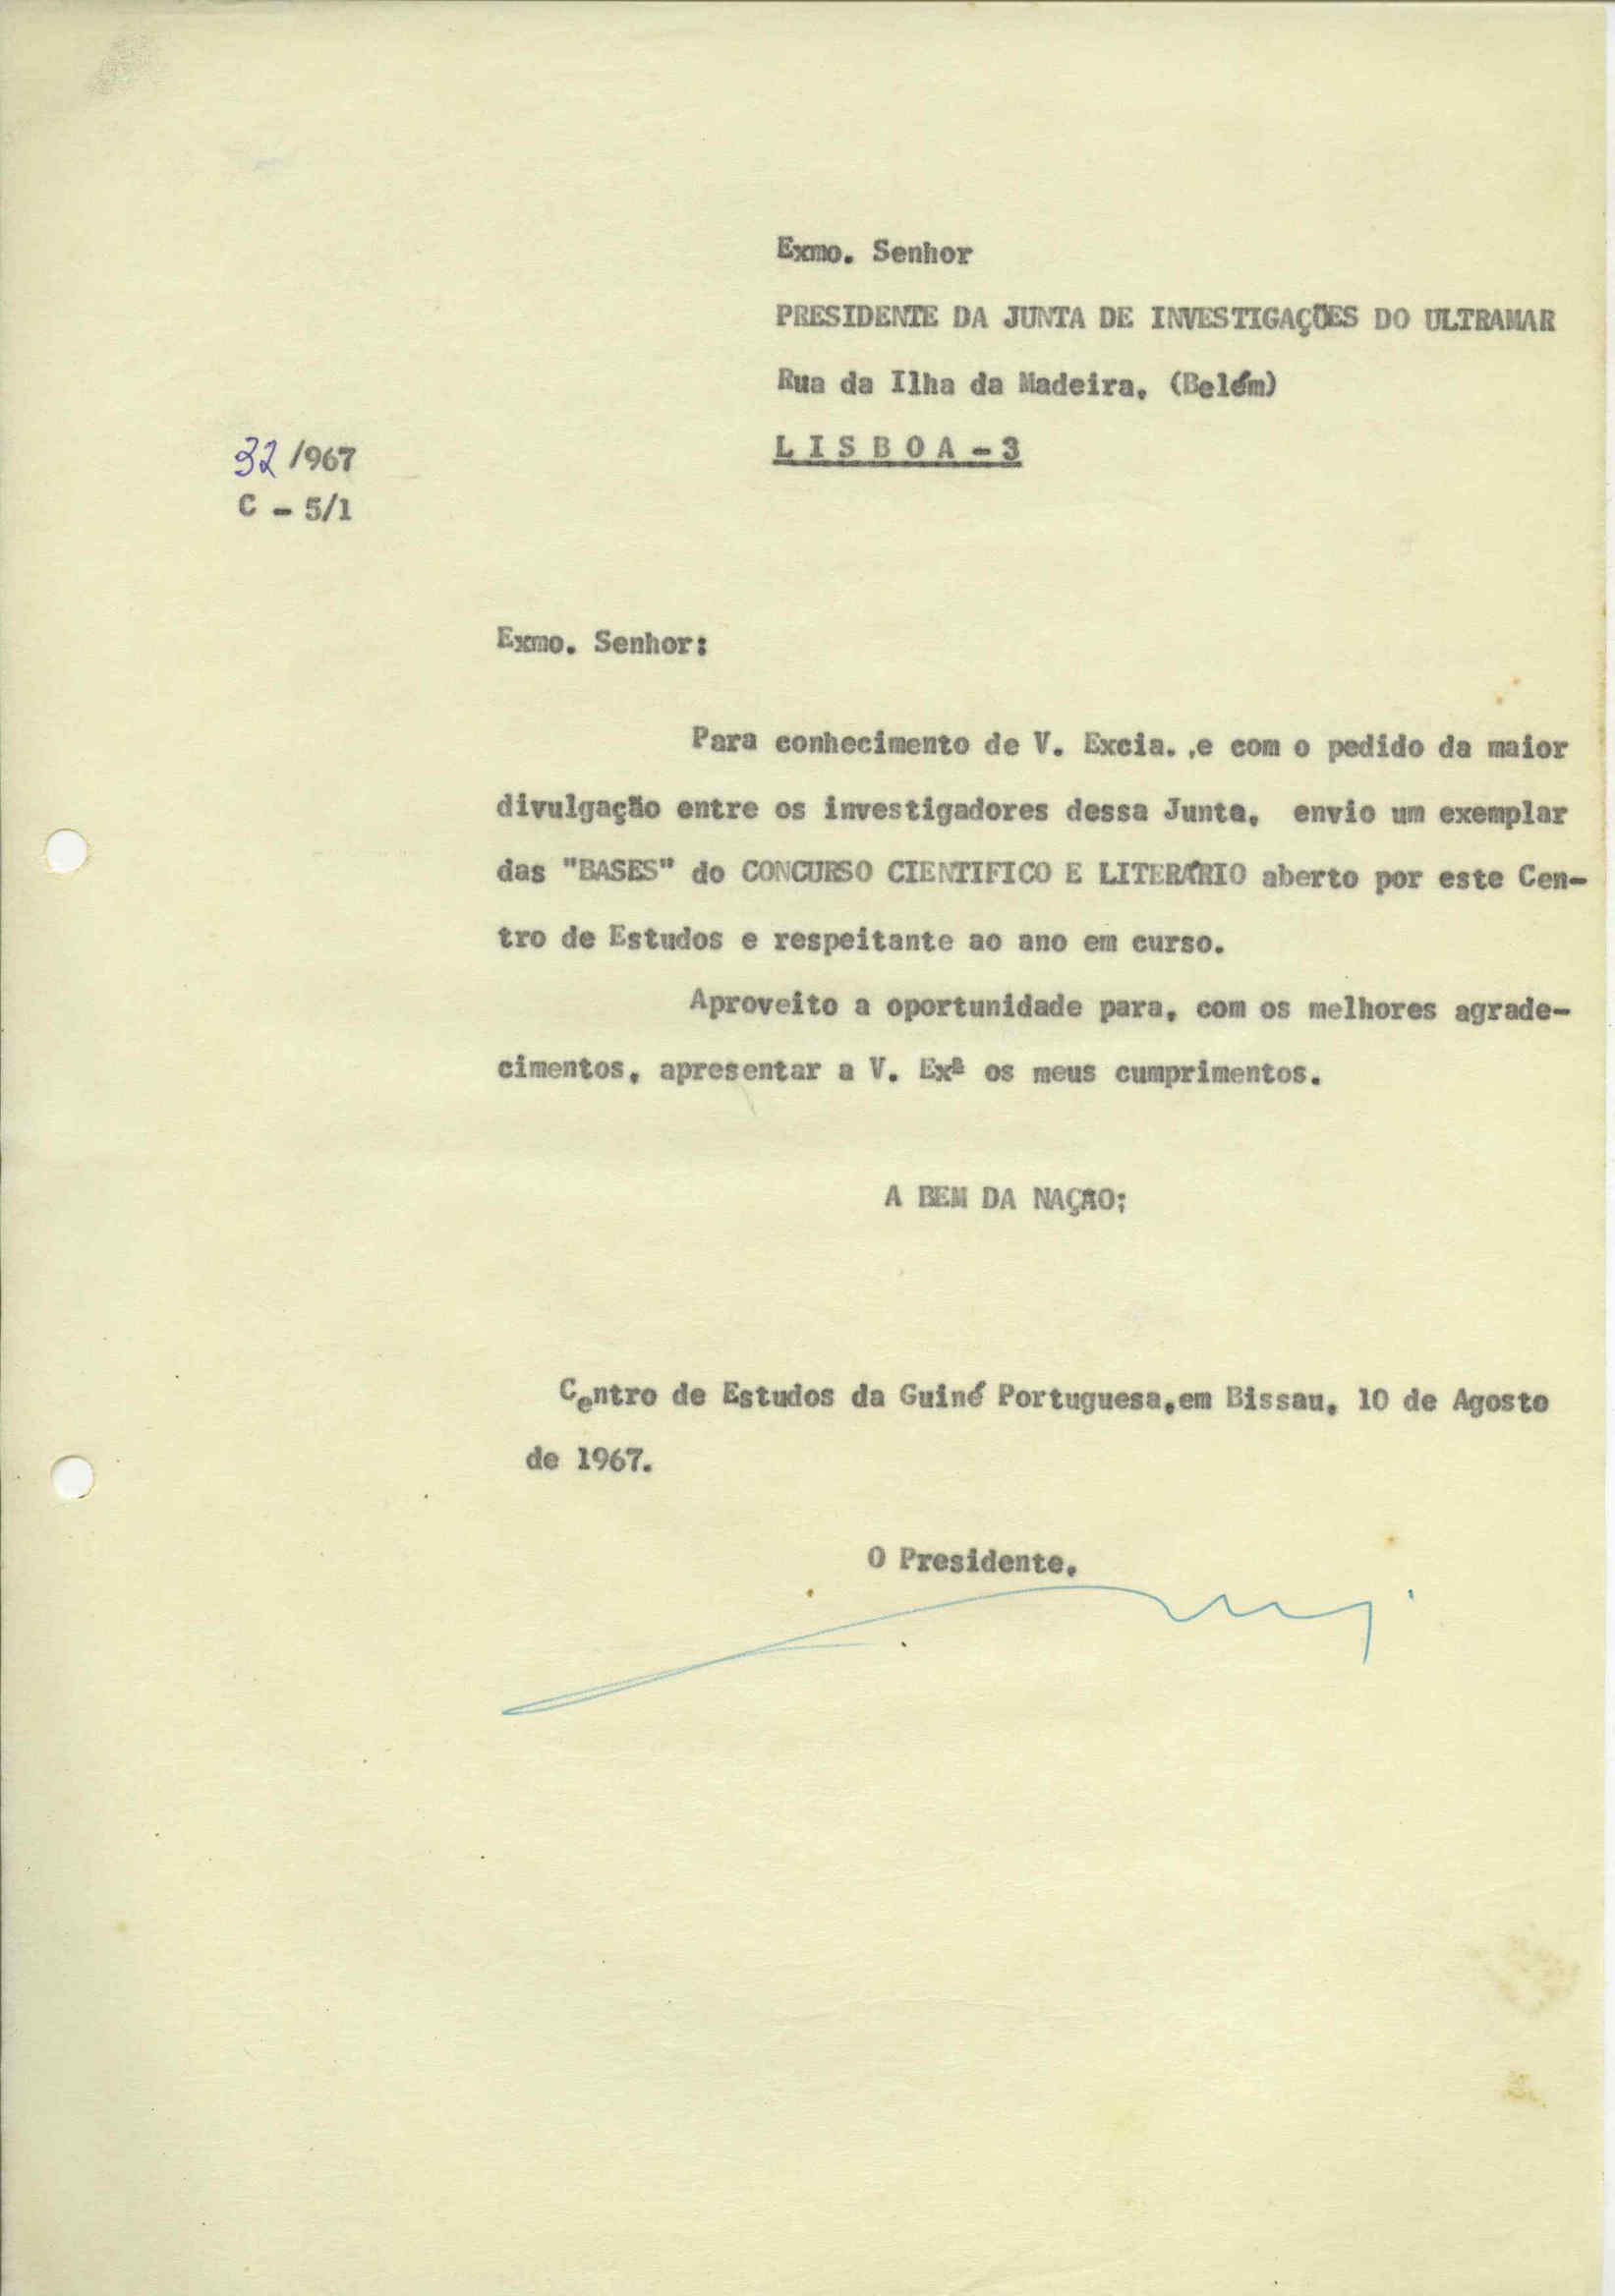 Exmo. Senhor
PRESIDENTE DA JUNTA DE INVESTIGAÇÕES DO ULTRAMAR
Rua da Ilha da Madeira, (Belém)
L I S B O A - 3
32 /967
C - 5/1
Exmo. Senhor:
Para conhecimento de V. Excia. ,e com o pedido da maior
divulgação entre os investigadores dessa Junta, envio um exemplar
das "BASES" do CONCURSO CIENTIFICO E LITERÁRIO aberto por este Cen-
tro de Estudos e respeitante ao ano em curso.
Aproveito a oportunidade para, com os melhores agrade-
cimentos, apresentar a V. Exª os meus cumprimentos.
A BEM DA NAÇÃO;
Centro de Estudos da Guiné Portuguesa,em Bissau, 10 de Agosto
de 1967.
O Presidente,